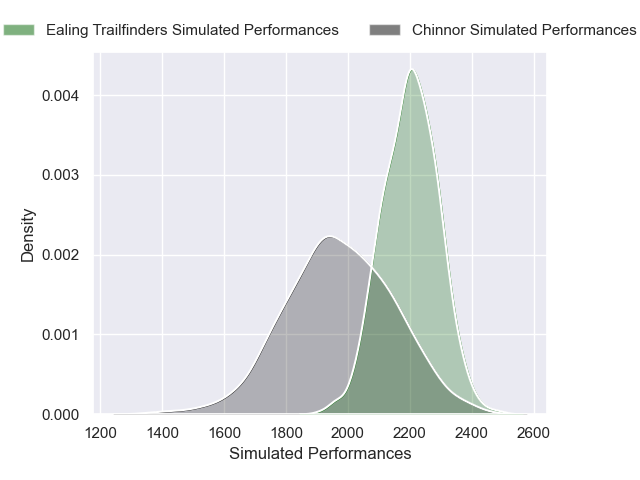 Ealing Trailfinders Simulated Performances
Chinnor Simulated Performances
0.004
0.003
0.002
0.001
0.000
Density
1200 1400 1600 1800 2000 2200 2400 2600
Simulated Performances